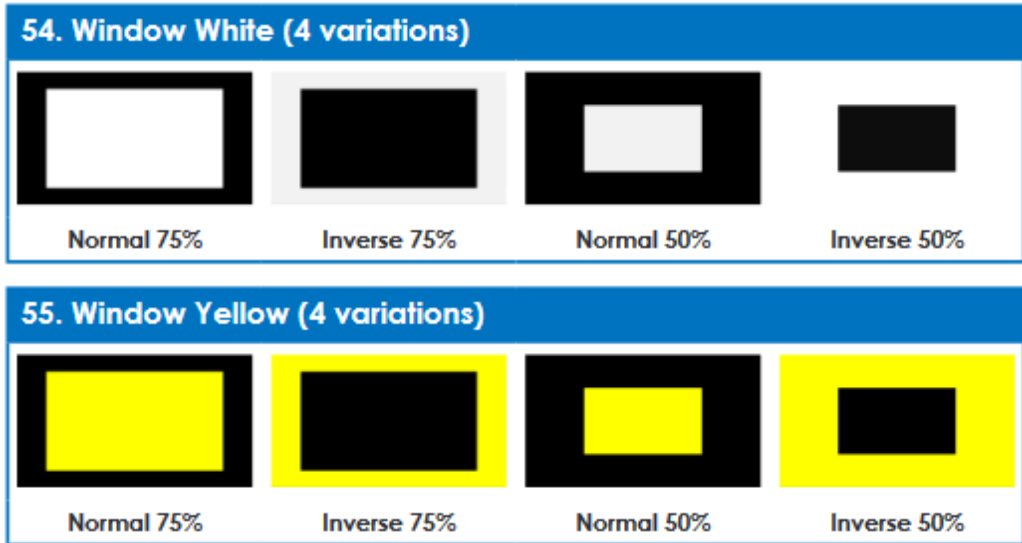 54. Window White (4 variations)
Normal 75% Inverse 75% Normal 50% Inverse 50%
55. Window Yellow (4 variations)
Normal 75% Inverse 75% Normal 50% Inverse 50%